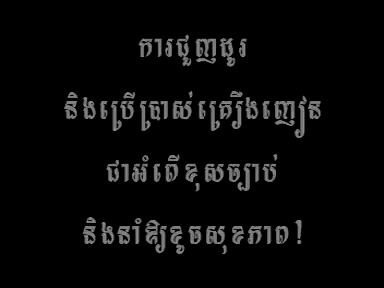 ការជួញដូរ
និងប្រើប្រាស់គ្រឿងញៀន
ជាអំពើខុសច្បាប់
និងនាំឱ្យខូចសុខភាព!